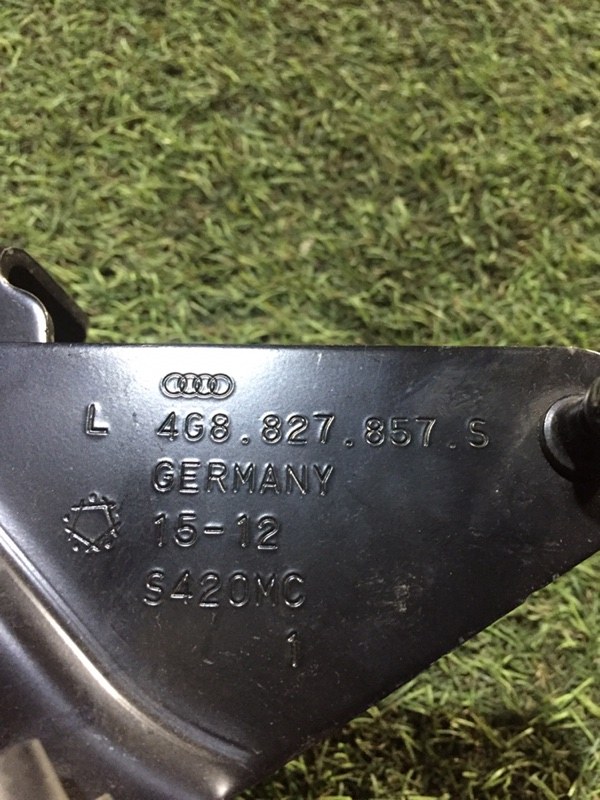 L 4G8.827.857.S
GERMANY
15-12
S420MC
1